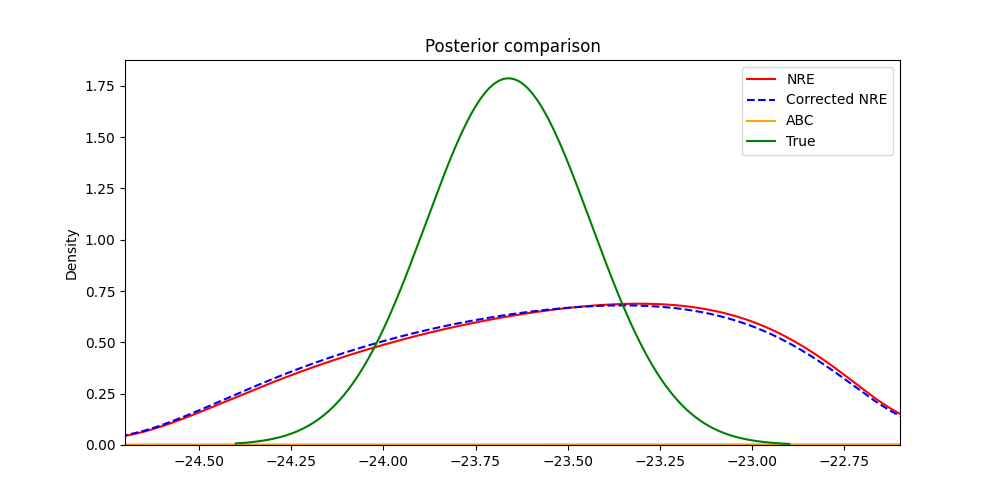 Posterior comparison
NRE
Corrected NRE
ABC
True
Density
1.75
1.50
1.25
1.00
0.75
0.50
0.25
0.00
−24.50
−24.25
−24.00
−23.75
−23.50
−23.25
−23.00
−22.75